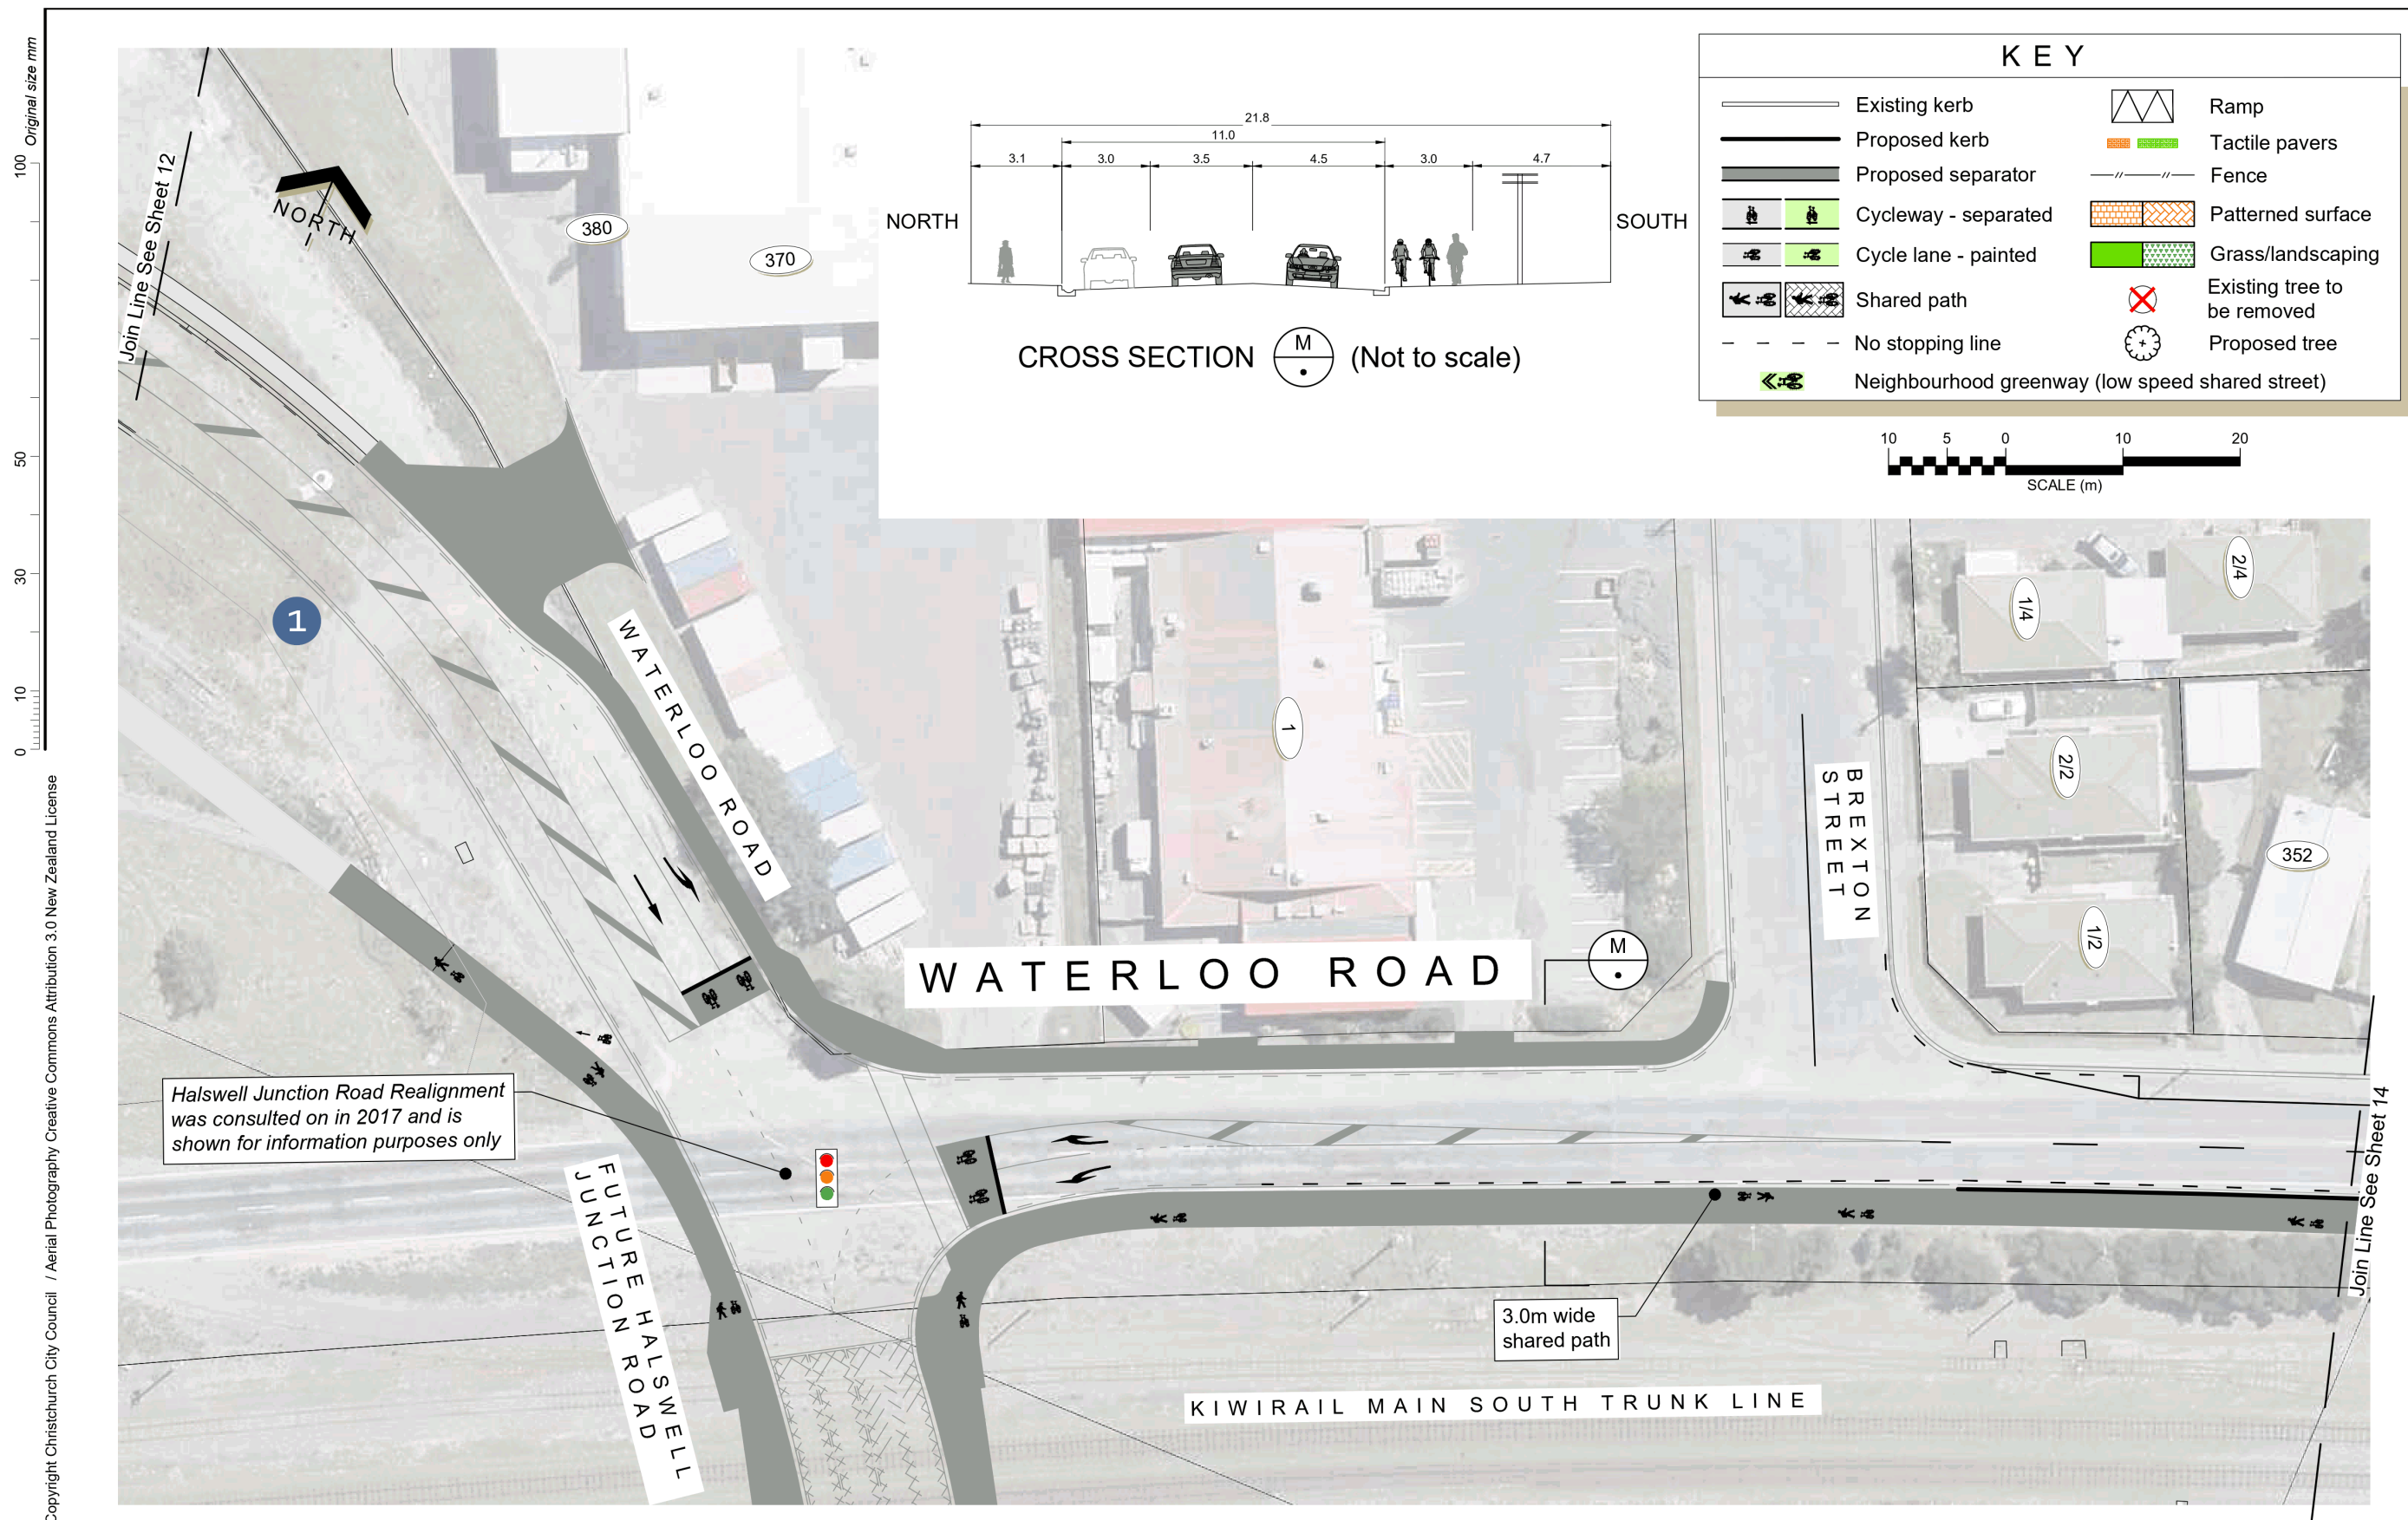 KEY
Existing kerb
Proposed kerb
Proposed separator
Cycleway - separated
Cycle lane - painted
Shared path
No stopping line
Neighbourhood greenway (low speed shared street)
Ramp
Tactile pavers
Fence
Patterned surface
Grass/landscaping
Existing tree to
be removed
Proposed tree
10 5 0 10 20
SCALE (m)
21.8
11.0
3.1 3.0 3.5 4.5 3.0 4.7
NORTH
SOUTH
CROSS SECTION M (Not to scale)
Original size mm
100
50
30
10
0
Copyright Christchurch City Council / Aerial Photography Creative Commons Attribution 3.0 New Zealand License
Join Line See Sheet 12
NORTH
380
370
1
WATERLOO ROAD
1
WATERLOO ROAD
M
BREXTON
STREET
1/4
2/4
2/2
1/2
352
Halswell Junction Road Realignment
was consulted on in 2017 and is
shown for information purposes only
FUTURE HALSWELL
JUNCTION ROAD
3.0m wide
shared path
KIWIRAIL MAIN SOUTH TRUNK LINE
Join Line See Sheet 14